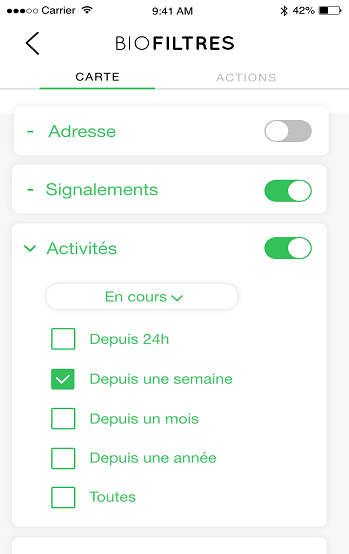 Carrier 9:41 AM 42%
BIOFILTRES
CARTE ACTIONS
- Adresse
- Signalements
Activités
En cours
Depuis 24h
Depuis une semaine
Depuis un mois
Depuis une année
Toutes